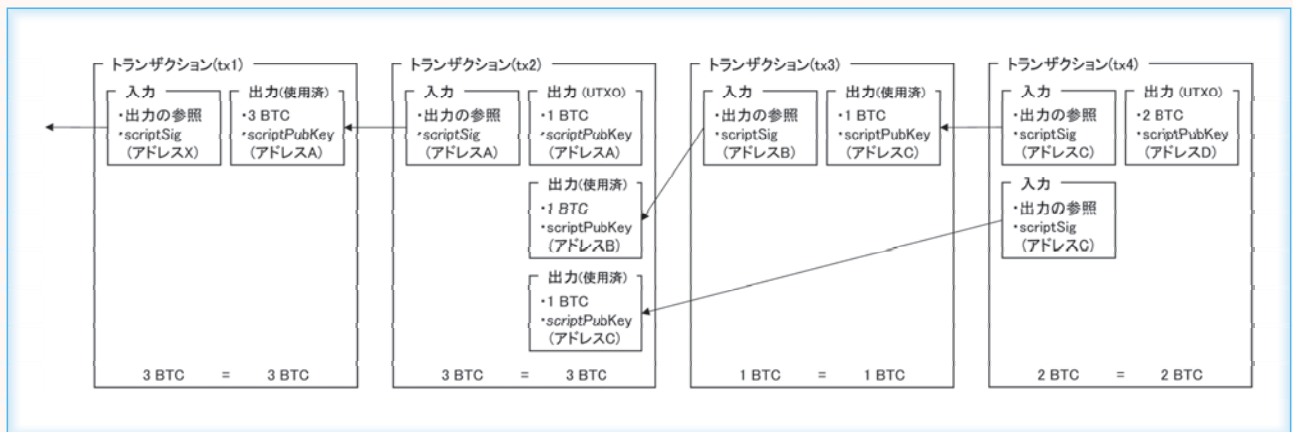 トランザクション(tx1)
入力
・出力の参照
・scriptSig
(アドレスX)
出力(使用済)
・3 BTC
・scriptPubKey
(アドレスA)
3 BTC = 3 BTC
トランザクション(tx2)
入力
・出力の参照
・scriptSig
(アドレスA)
出力(UTXO)
・1 BTC
・scriptPubKey
(アドレスA)
出力(使用済)
・1 BTC
・scriptPubKey
(アドレスB)
出力(使用済)
・1 BTC
・scriptPubKey
(アドレスC)
3 BTC = 3 BTC
トランザクション(tx3)
入力
・出力の参照
・scriptSig
(アドレスB)
出力(使用済)
・1 BTC
・scriptPubKey
(アドレスC)
1 BTC = 1 BTC
トランザクション(tx4)
入力
・出力の参照
・scriptSig
(アドレスC)
出力(UTXO)
・2 BTC
・scriptPubKey
(アドレスD)
入力
・出力の参照
・scriptSig
(アドレスC)
2 BTC = 2 BTC